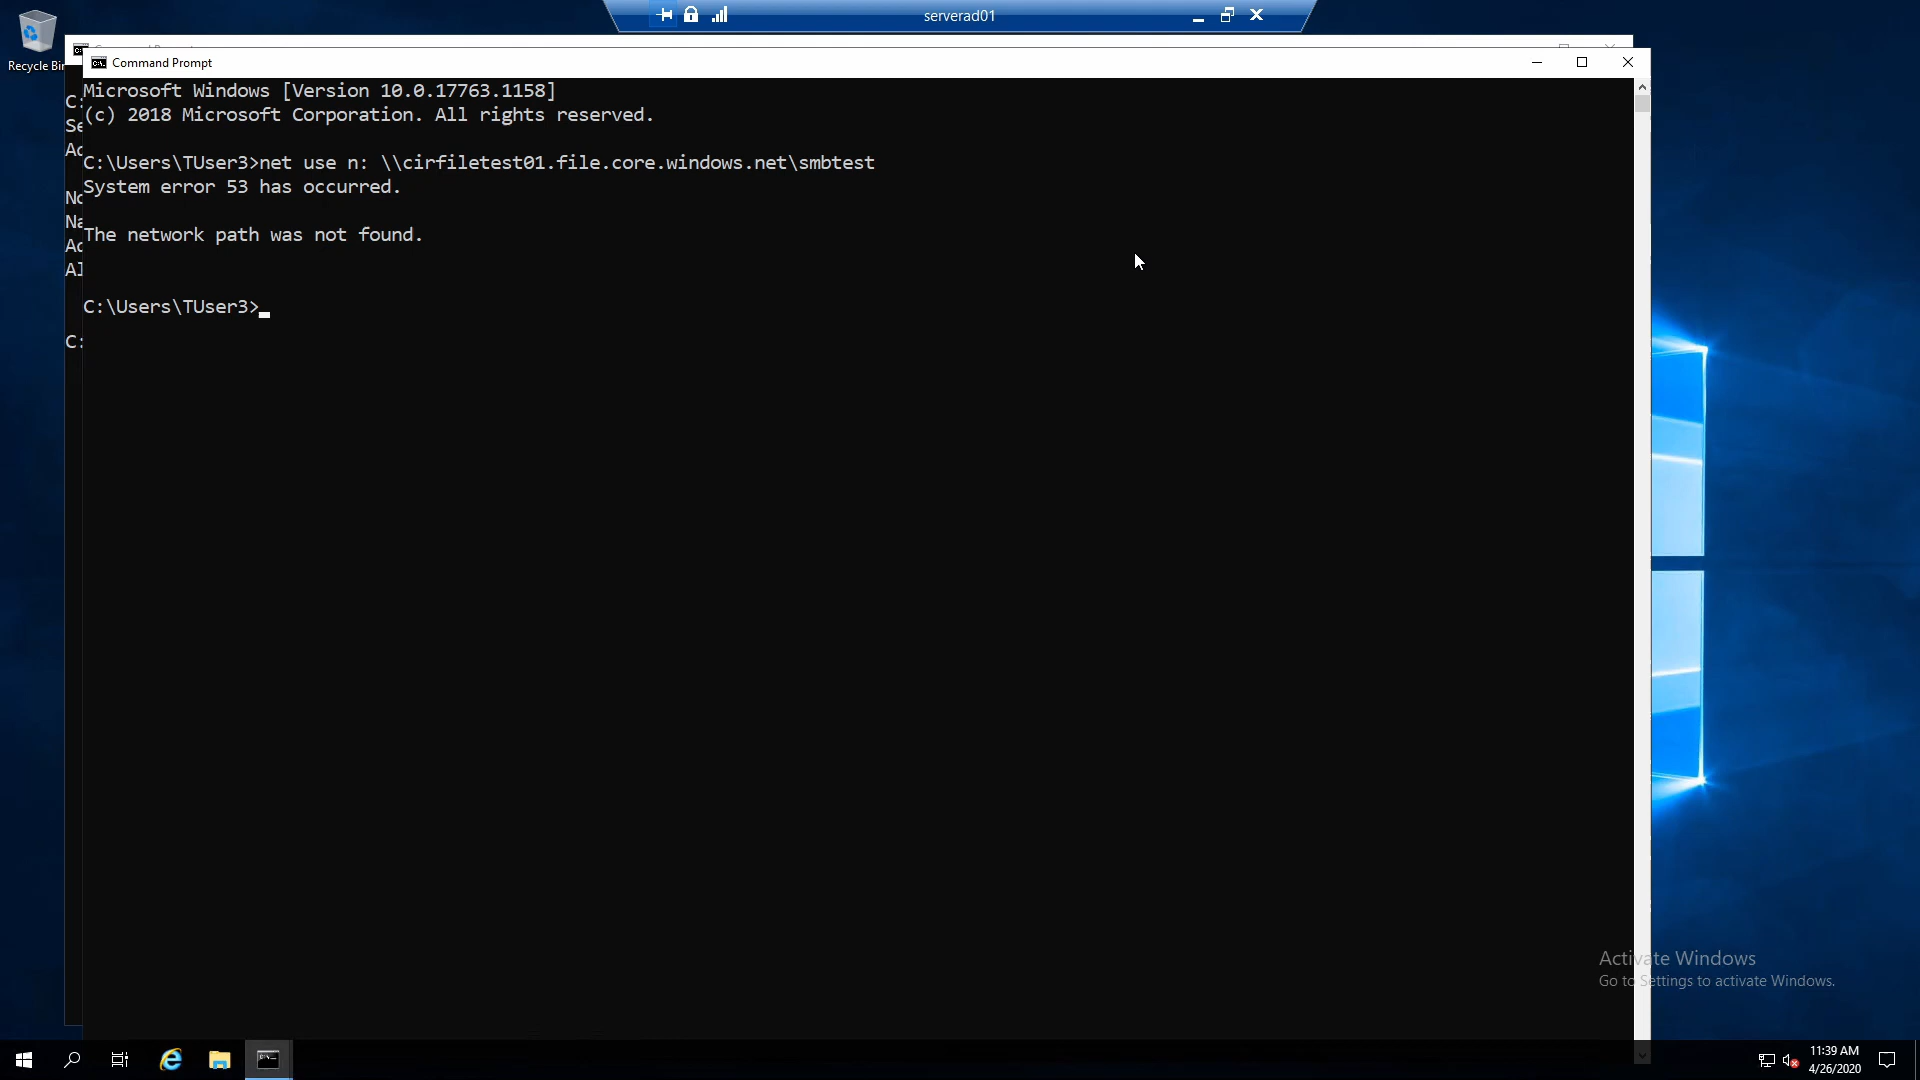 serverad01
Recycle Bin
Command Prompt
Microsoft Windows [Version 10.0.17763.1158]
(c) 2018 Microsoft Corporation. All rights reserved.
C:\Users\TUser3>net use n: \\cirfiletest01.file.core.windows.net\smbtest
System error 53 has occurred.
The network path was not found.
C:\Users\TUser3>
Activate Windows
Go to Settings to activate Windows.
11:39 AM
4/26/2020